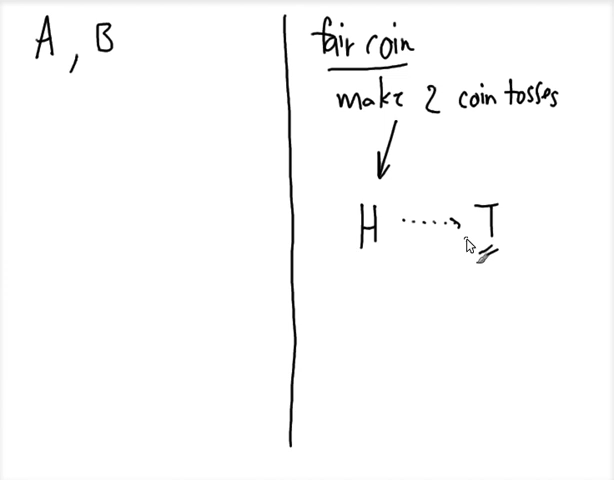 A, B
fair coin
make 2 coin tosses
H ......> T